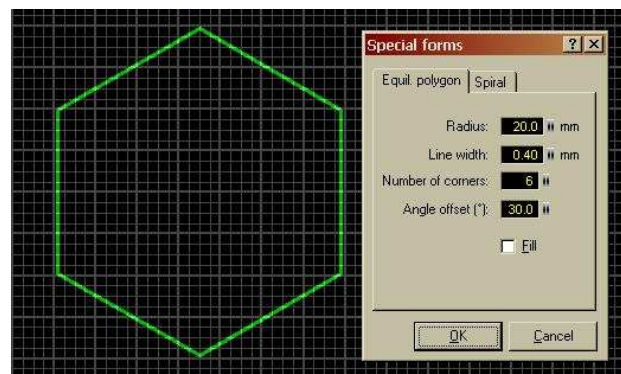 Special forms
? ×
Equil. polygon
Spiral
Radius: 20.0 mm
Line width: 0.40 mm
Number of corners: 6
Angle offset (°): 30.0
Fill
OK
Cancel